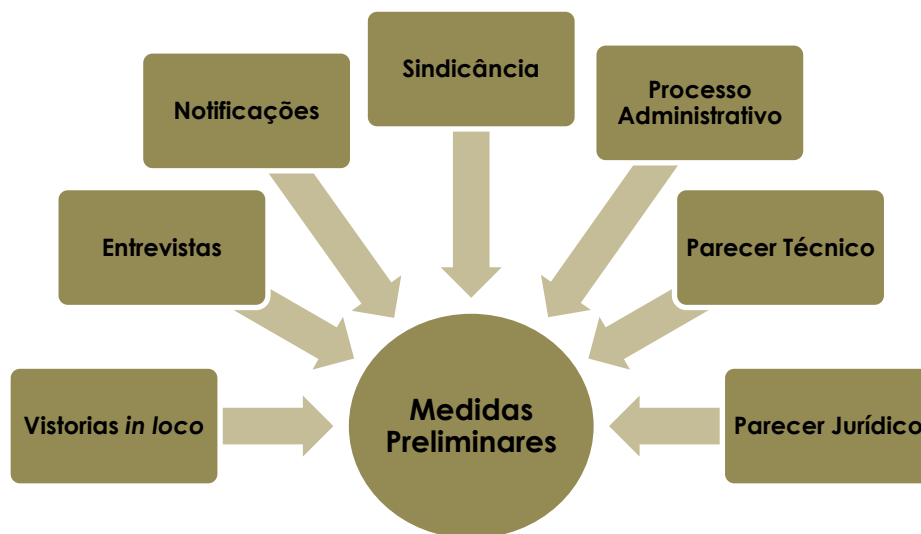 Sindicância
Notificações
Processo
Administrativo
Entrevistas
Parecer Técnico
Vistorias in loco
Medidas
Preliminares
Parecer Jurídico